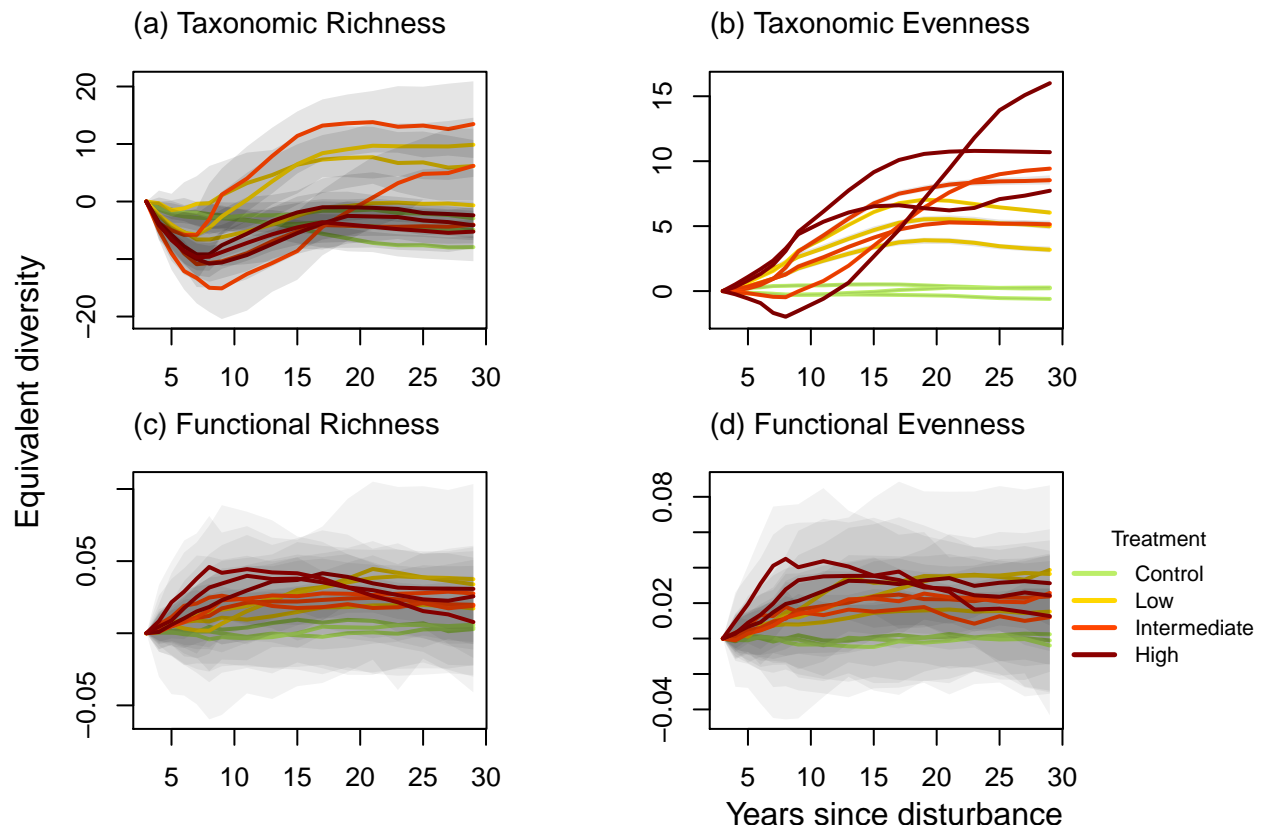 (a) Taxonomic Richness
(b) Taxonomic Evenness
20
10
0
−20
5 10 15 20 25 30
15
10
5
0
5 10 15 20 25 30
Equivalent diversity
(c) Functional Richness
(d) Functional Evenness
0.05
−0.05
5 10 15 20 25 30
0.08
0.02
−0.04
5 10 15 20 25 30
Treatment
Control
Low
Intermediate
High
Years since disturbance